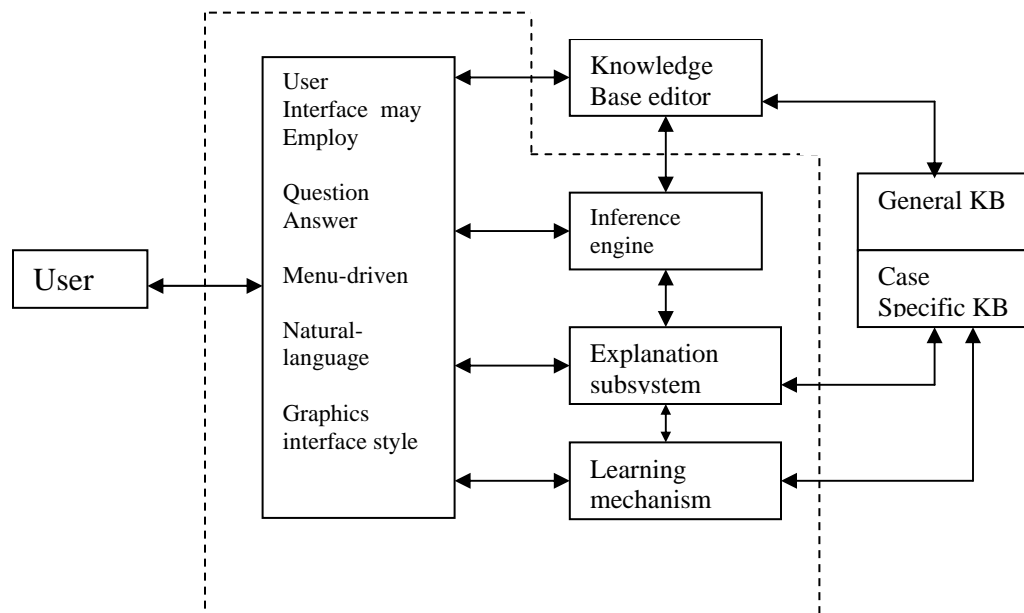 User
User
Interface may
Employ
Question
Answer
Menu-driven
Natural-
language
Graphics
interface style
Knowledge
Base editor
Inference
engine
Explanation
subsystem
Learning
mechanism
General KB
Case
Specific KB